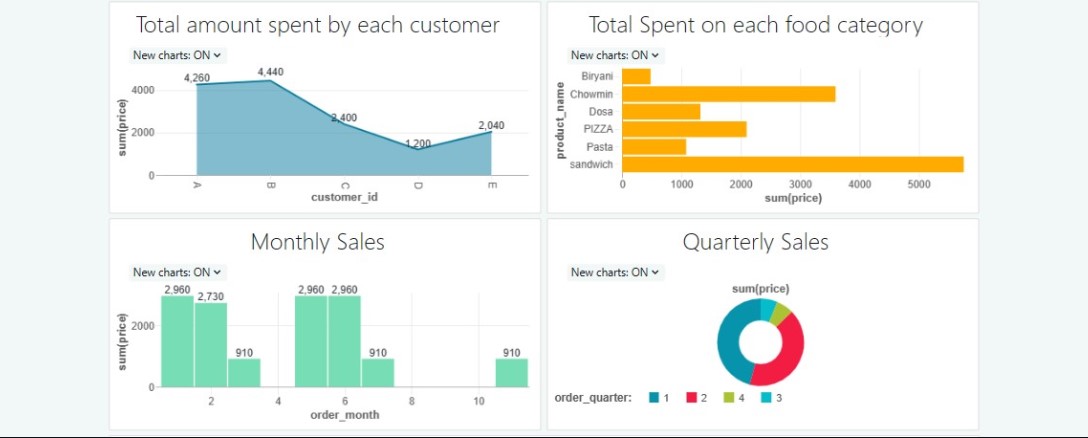 Total amount spent by each customer
New charts: ON
4,260
4,440
2,400
1,200
2,040
4000
2000
0
sum(price)
A
B
C
D
E
customer_id
Total Spent on each food category
New charts: ON
product_name
Biryani
Chowmin
Dosa
PIZZA
Pasta
sandwich
0
1000
2000
3000
4000
5000
sum(price)
Monthly Sales
New charts: ON
2,960
2,730
910
2,960
2,960
910
910
2000
0
sum(price)
2
4
6
8
10
order_month
Quarterly Sales
New charts: ON
sum(price)
order_quarter: 1 2 4 3